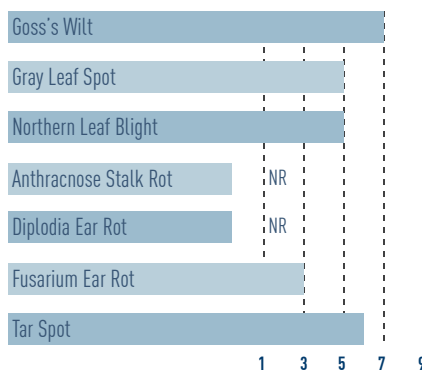 Goss's Wilt
Gray Leaf Spot
Northern Leaf Blight
Anthracnose Stalk Rot NR
Diplodia Ear Rot NR
Fusarium Ear Rot
Tar Spot
1 3 5 7 9